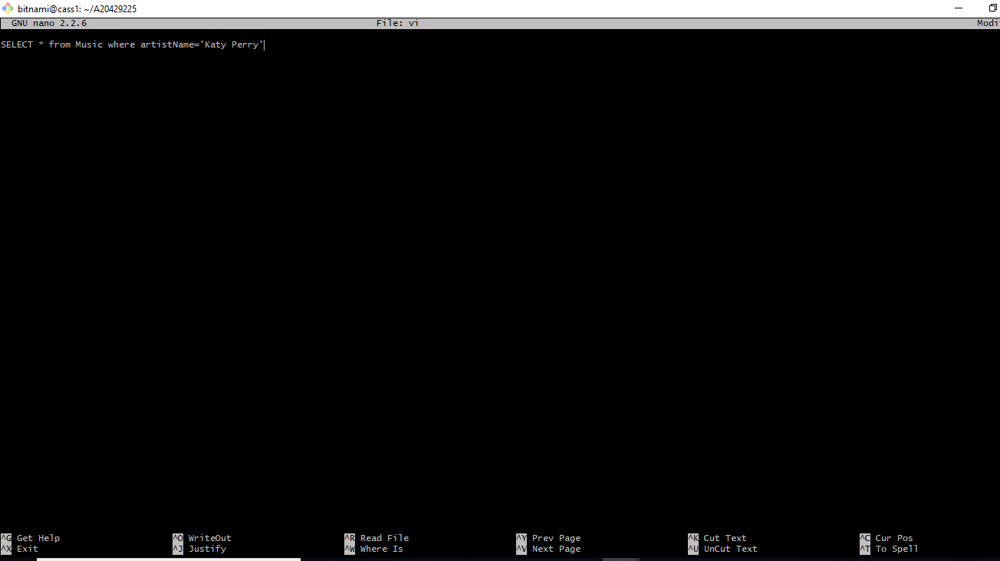 bitnami@cass1: ~/A20429225
GNU nano 2.2.6 File: vi Modi
SELECT * from Music where artistName='Katy Perry'
^G Get Help ^O WriteOut ^R Read File ^Y Prev Page ^K Cut Text ^C Cur Pos
^X Exit ^J Justify ^W Where Is ^V Next Page ^U UnCut Text ^T To Spell